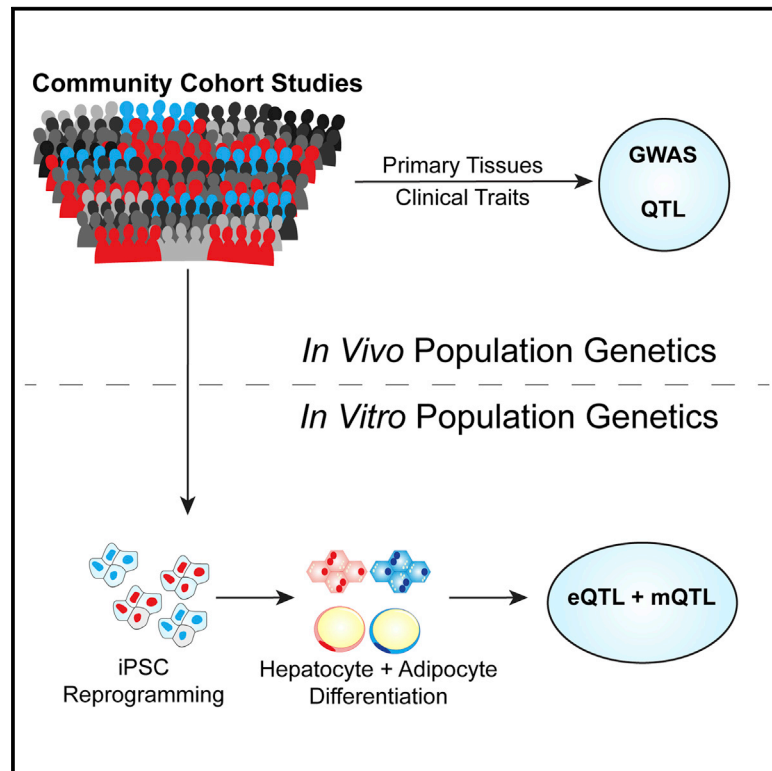 Community Cohort Studies
Primary Tissues
Clinical Traits
GWAS
QTL
In Vivo Population Genetics
In Vitro Population Genetics
iPSC
Reprogramming
Hepatocyte + Adipocyte
Differentiation
eQTL + mQTL